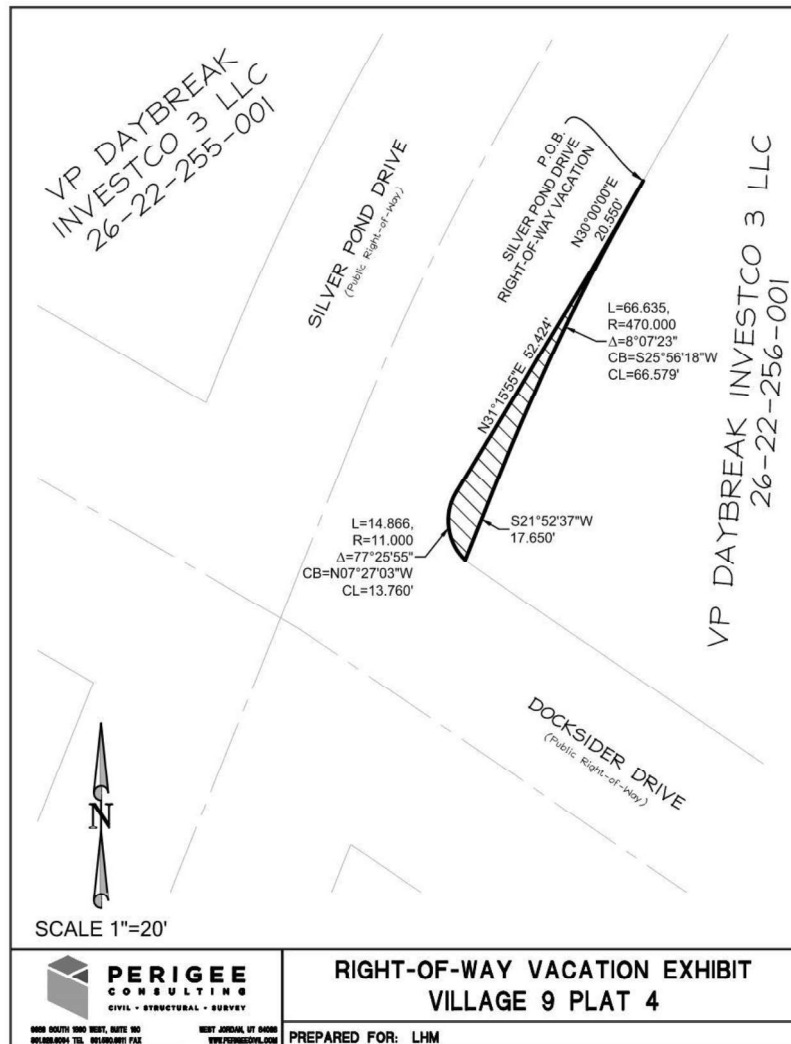 VP DAYBREAK
INVESTCO 3 LLC
26-22-255-001
SILVER POND DRIVE
(Public Right-of-Way)
P.O.B.
SILVER POND DRIVE
RIGHT-OF-WAY VACATION
N30°00'00"E
20.550'
L=66.635,
R=470.000
Δ=8°07'23"
CB=S25°56'18"W
CL=66.579'
N31°15'55"E 52.424'
VP DAYBREAK INVESTCO 3 LLC
26-22-256-001
L=14.866,
R=11.000
Δ=77°25'55"
CB=N07°27'03"W
CL=13.760'
S21°52'37"W
17.650'
DOCKSIDER DRIVE
(Public Right-of-Way)
N
SCALE 1"=20'
PERIGEE
CONSULTING
CIVIL • STRUCTURAL • SURVEY
WEST JORDAN, UT 84088
WWW.PERIGEECIVIL.COM
RIGHT-OF-WAY VACATION EXHIBIT
VILLAGE 9 PLAT 4
PREPARED FOR: LHM